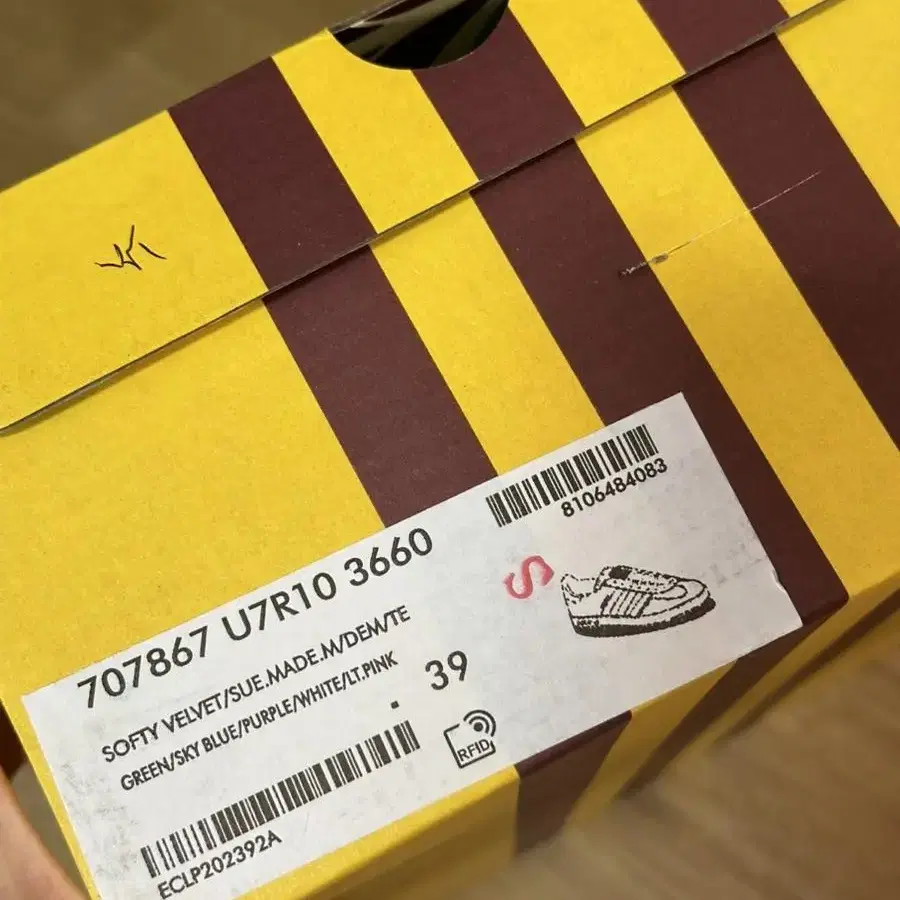 8106484083
707867 U7R10 3660
S
SOFTY VELVET/SUE.MADE.M/DEM/TE
GREEN/SKY BLUE/PURPLE/WHITE/LT.PINK
39
RFID
ECLP202392A